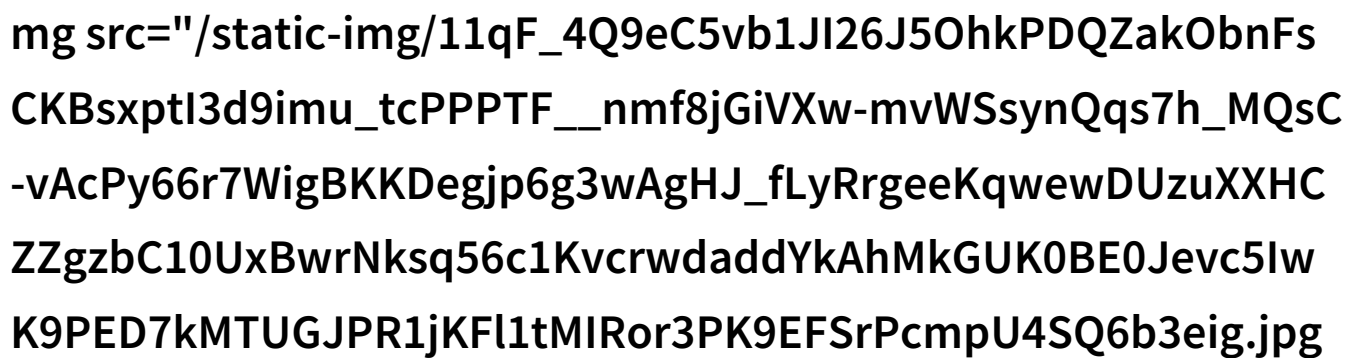 mg src="/static-img/11qF_4Q9eC5vb1JI26J5OhkPDQZakObnFs
CKBsxptI3d9imu_tcPPPTF__nmf8jGiVXw-mvWSsynQqs7h_MQsC
-vAcPy66r7WigBKKDegjp6g3wAgHJ_fLyRrgeeKqwewDUzuXXHC
ZZgzbC10UxBwrNksq56c1KvcrwdaddYkAhMkGUK0BE0Jevc5Iw
K9PED7kMTUGJPR1jKFl1tMIRor3PK9EFSrPcmpU4SQ6b3eig.jpg